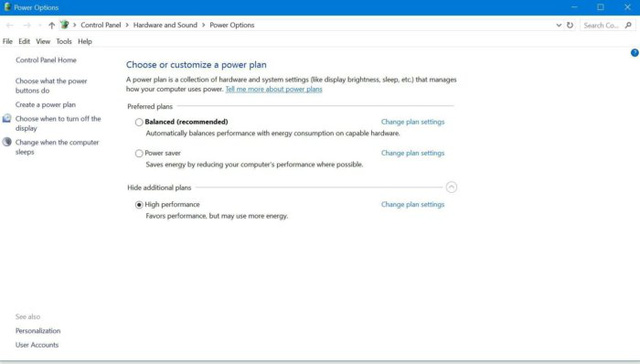 Power Options
Control Panel > Hardware and Sound > Power Options
Search Co...
File Edit View Tools Help
Control Panel Home
Choose what the power
buttons do
Create a power plan
Choose when to turn off the
display
Change when the computer
sleeps
Choose or customize a power plan
A power plan is a collection of hardware and system settings (like display brightness, sleep, etc.) that manages
how your computer uses power. Tell me more about power plans
Preferred plans
Balanced (recommended) Change plan settings
Automatically balances performance with energy consumption on capable hardware.
Power saver Change plan settings
Saves energy by reducing your computer's performance where possible.
Hide additional plans
High performance Change plan settings
Favors performance, but may use more energy.
See also
Personalization
User Accounts